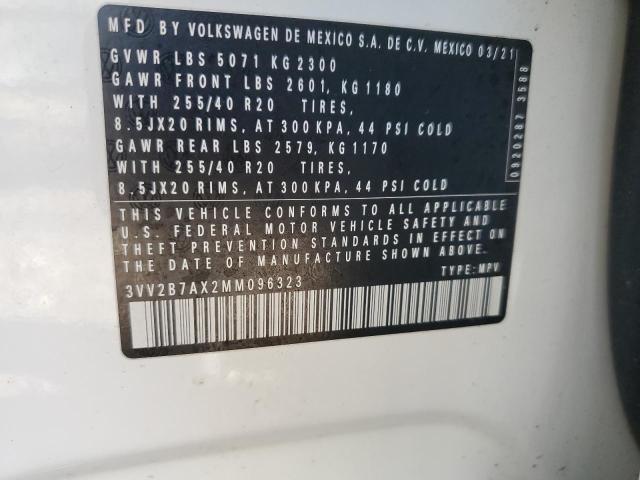 MFD BY VOLKSWAGEN DE MEXICO S.A. DE C.V. MEXICO 03/21
GVWR LBS 5071 KG 2300
GAWR FRONT LBS 2601, KG 1180
WITH 255/40 R20 TIRES,
8.5JX20 RIMS, AT 300 KPA, 44 PSI COLD
GAWR REAR LBS 2579, KG 1170
WITH 255/40 R20 TIRES,
8.5JX20 RIMS, AT 300 KPA, 44 PSI COLD
THIS VEHICLE CONFORMS TO ALL APPLICABLE
U.S. FEDERAL MOTOR VEHICLE SAFETY AND
THEFT PREVENTION STANDARDS IN EFFECT ON
THE DATE OF MANUFACTURE SHOWN ABOVE.
3VV2B7AX2MM096323 TYPE: MPV
0920287 3588